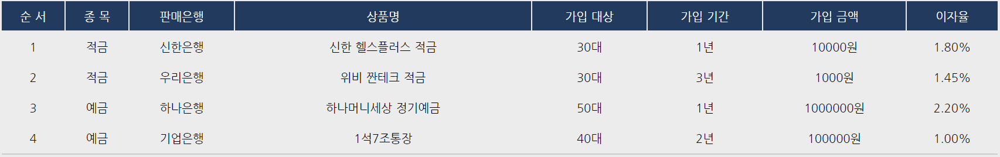 순 서 종 목 판매은행 상품명 가입 대상 가입 기간 가입 금액 이자율
1 적금 신한은행 신한 헬스플러스 적금 30대 1년 10000원 1.80%
2 적금 우리은행 위비 짠테크 적금 30대 3년 1000원 1.45%
3 예금 하나은행 하나머니세상 정기예금 50대 1년 1000000원 2.20%
4 예금 기업은행 1석7조통장 40대 2년 100000원 1.00%